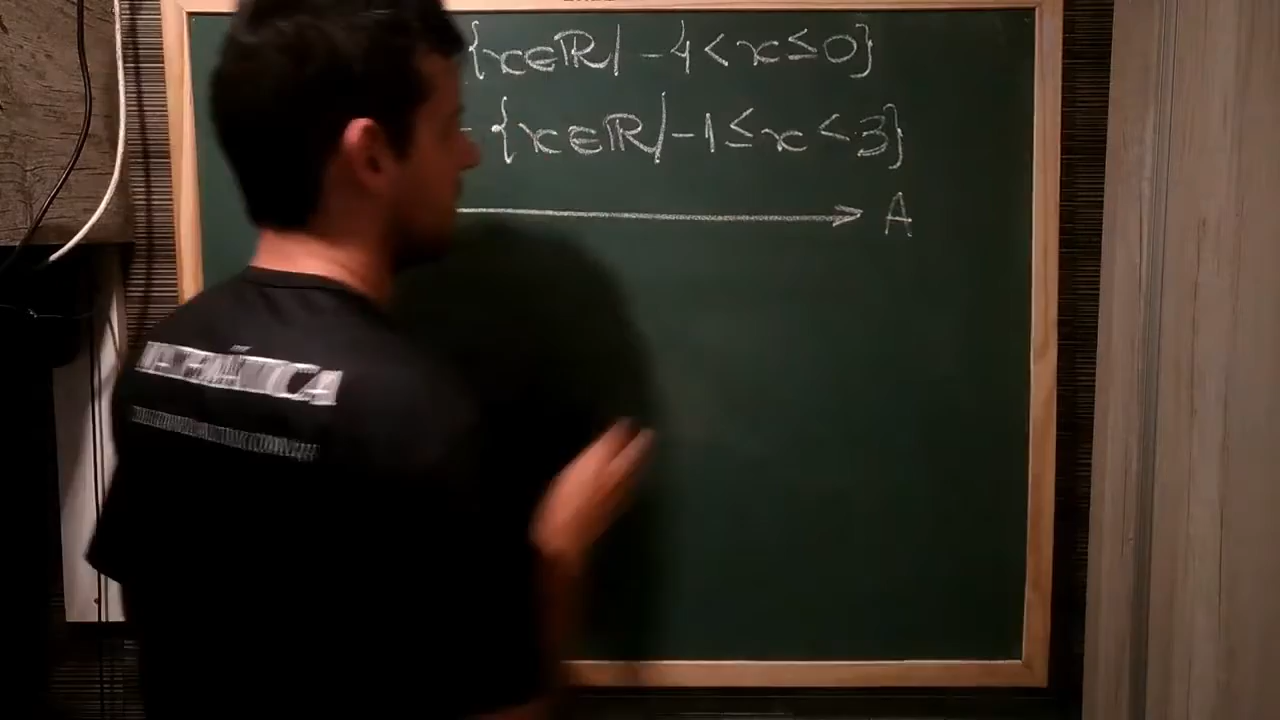 {x∈ℝ| -4 < x ≤ 0}
{x∈ℝ| -1 ≤ x < 3}
A